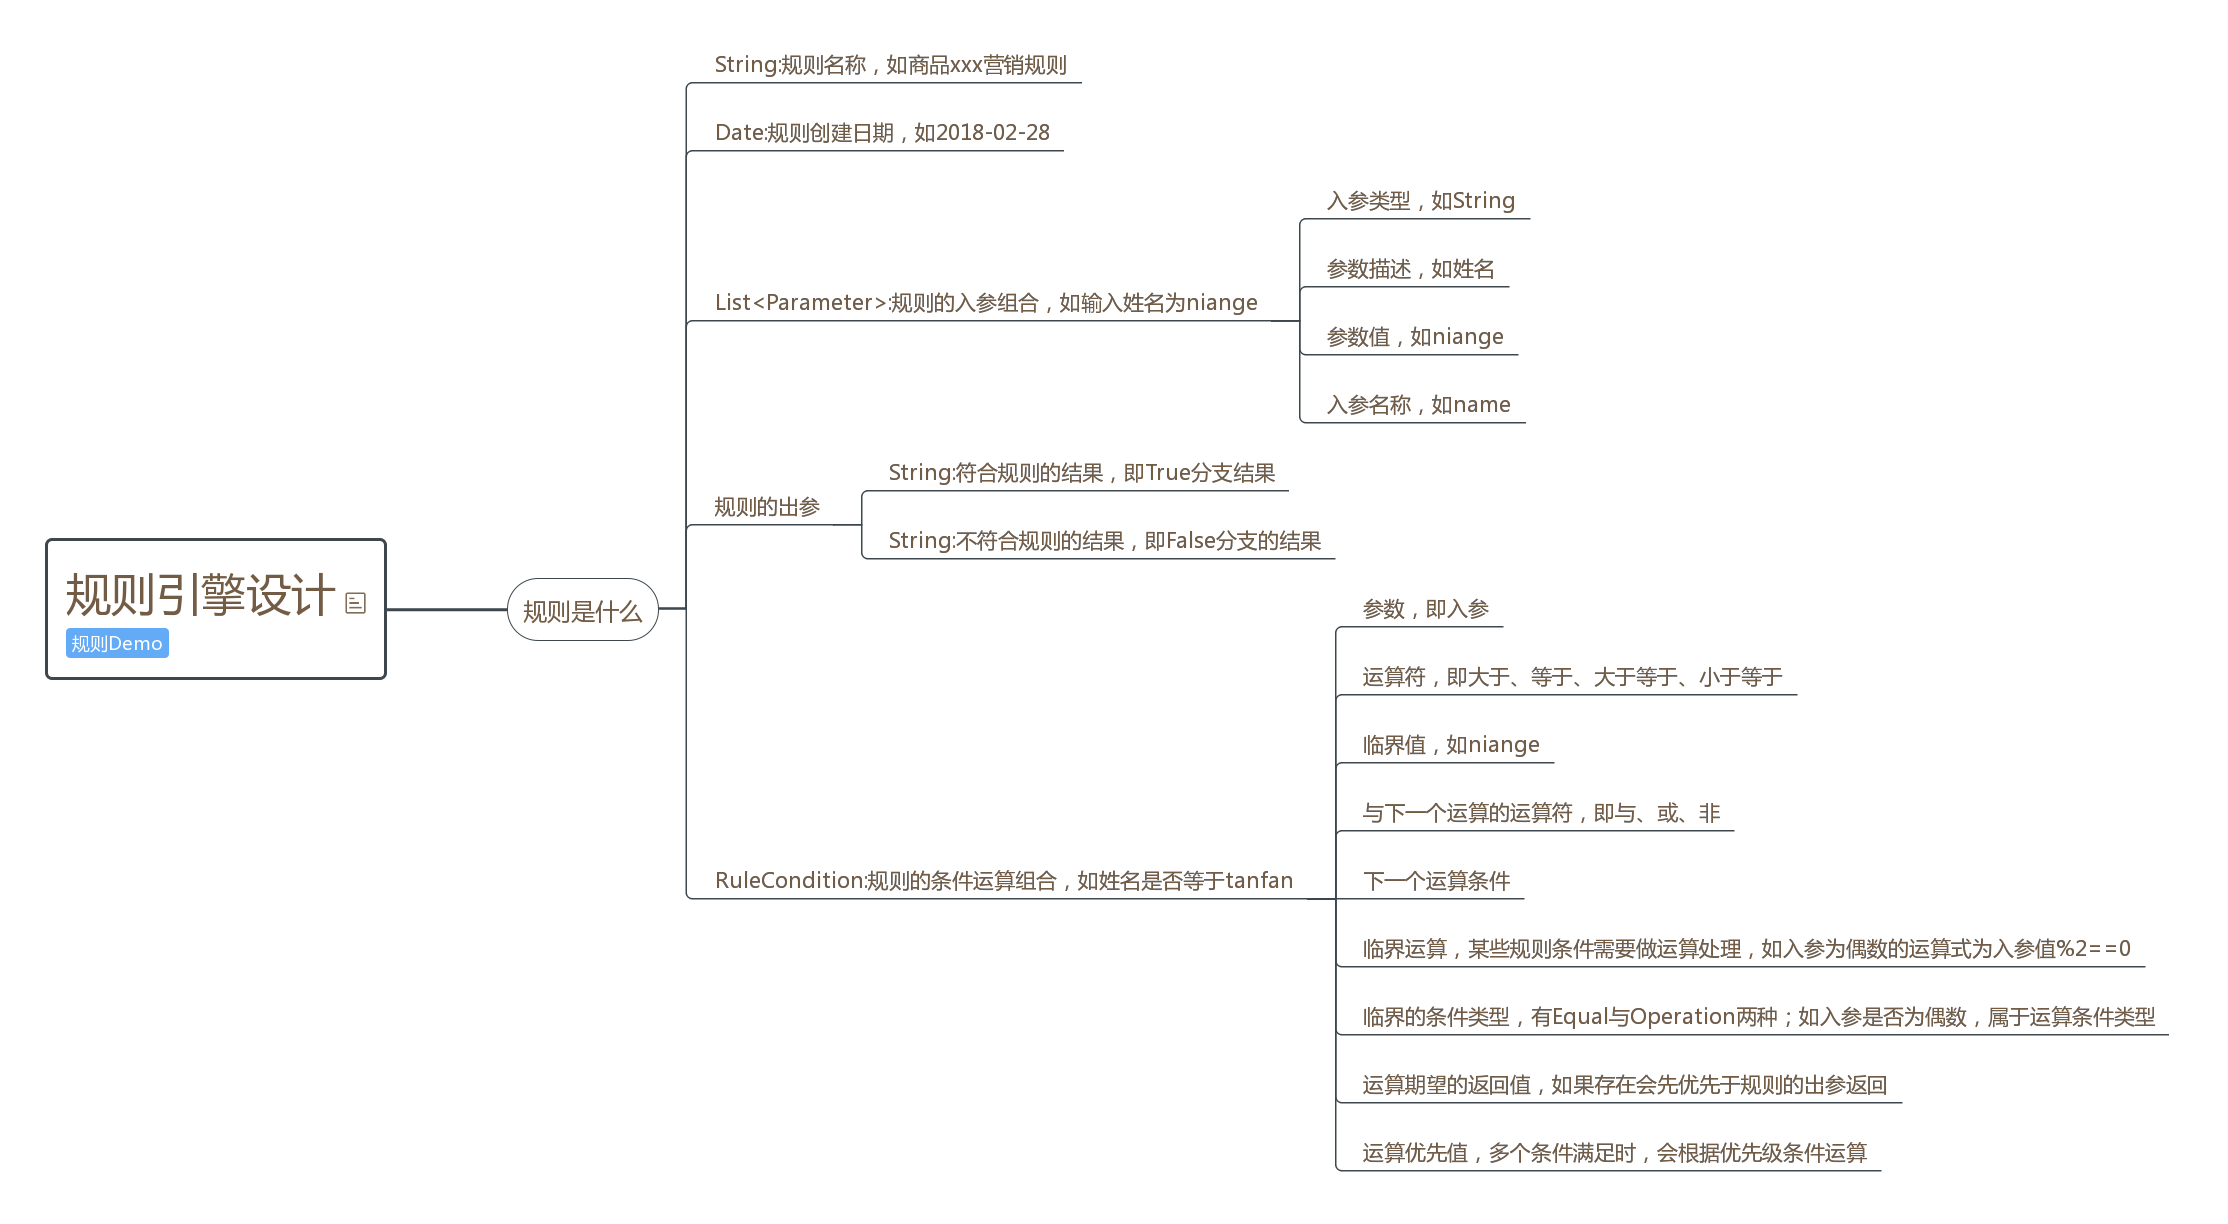 规则引擎设计
规则Demo
规则是什么
String:规则名称，如商品xxx营销规则
Date:规则创建日期，如2018-02-28
List<Parameter>:规则的入参组合，如输入姓名为niange
入参类型，如String
参数描述，如姓名
参数值，如niange
入参名称，如name
规则的出参
String:符合规则的结果，即True分支结果
String:不符合规则的结果，即False分支的结果
RuleCondition:规则的条件运算组合，如姓名是否等于tanfan
参数，即入参
运算符，即大于、等于、大于等于、小于等于
临界值，如niange
与下一个运算的运算符，即与、或、非
下一个运算条件
临界运算，某些规则条件需要做运算处理，如入参为偶数的运算式为入参值%2==0
临界的条件类型，有Equal与Operation两种；如入参是否为偶数，属于运算条件类型
运算期望的返回值，如果存在会先优先于规则的出参返回
运算优先值，多个条件满足时，会根据优先级条件运算